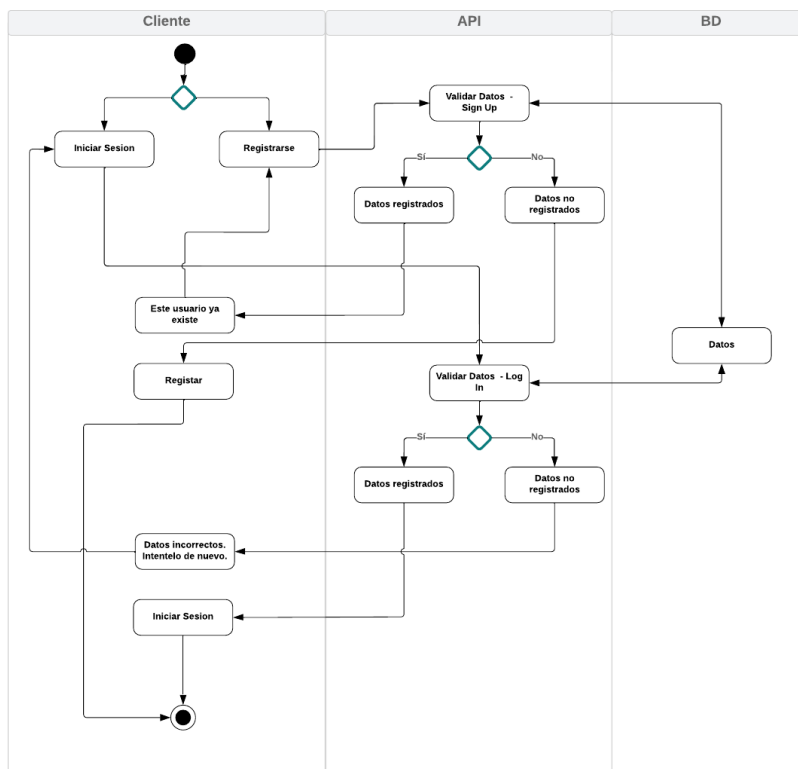 Cliente
API
BD
Validar Datos -
Sign Up
Iniciar Sesion
Registrarse
Sí
No
Datos registrados
Datos no
registrados
Este usuario ya
existe
Datos
Registar
Validar Datos - Log
In
Sí
No
Datos registrados
Datos no
registrados
Datos incorrectos.
Intentelo de nuevo.
Iniciar Sesion